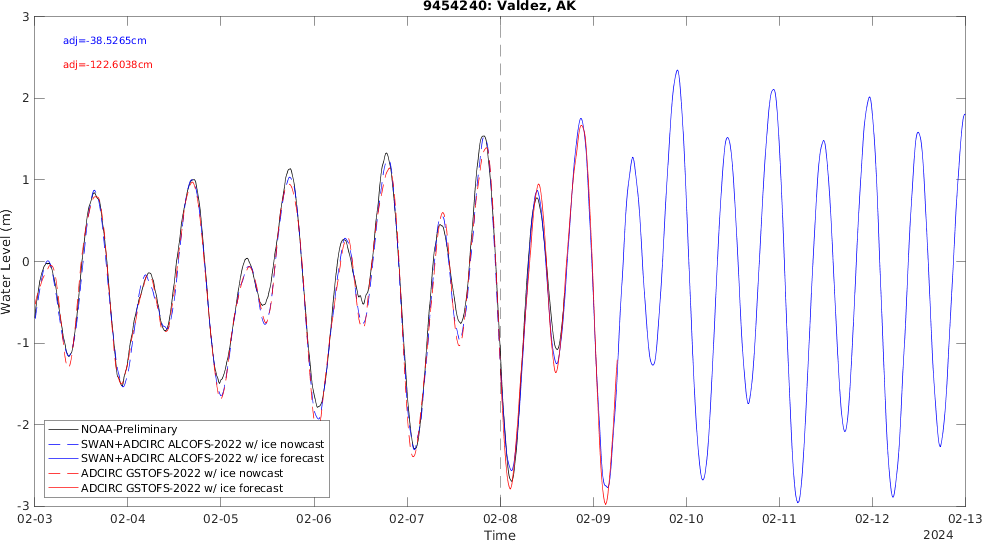 9454240: Valdez, AK
adj=-38.5265cm
adj=-122.6038cm
Water Level (m)
3
2
1
0
-1
-2
-3
NOAA-Preliminary
SWAN+ADCIRC ALCOFS-2022 w/ ice nowcast
SWAN+ADCIRC ALCOFS-2022 w/ ice forecast
ADCIRC GSTOFS-2022 w/ ice nowcast
ADCIRC GSTOFS-2022 w/ ice forecast
02-03 02-04 02-05 02-06 02-07 02-08 02-09 02-10 02-11 02-12 02-13
Time
2024